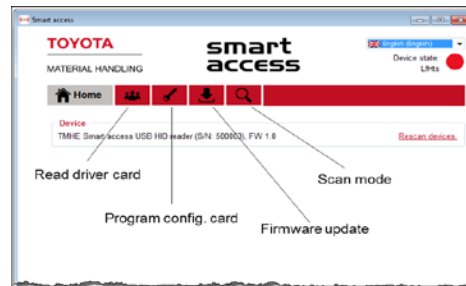 Smart access
TOYOTA
MATERIAL HANDLING
smart
access
English (English)
Device state:
Home
Device
TMHE Smart access USB HID reader (S/N: 500003), FW 1.0
Rescan devices.
Read driver card
Scan mode
Program config. card
Firmware update